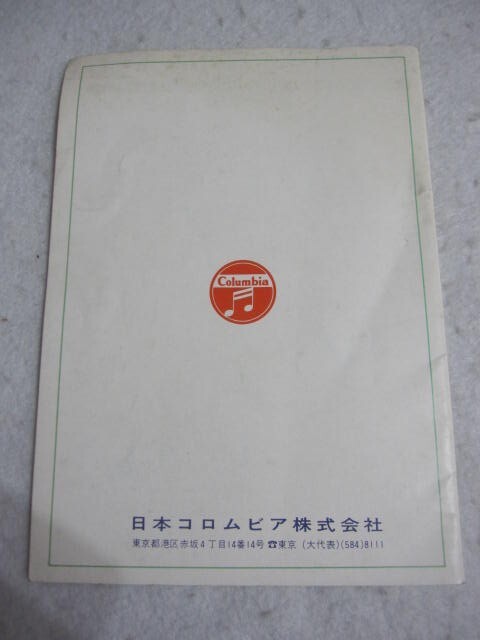 Columbia
日本コロムビア株式会社
東京都港区赤坂4丁目14番14号 ☎東京 (大代表)(584)8111